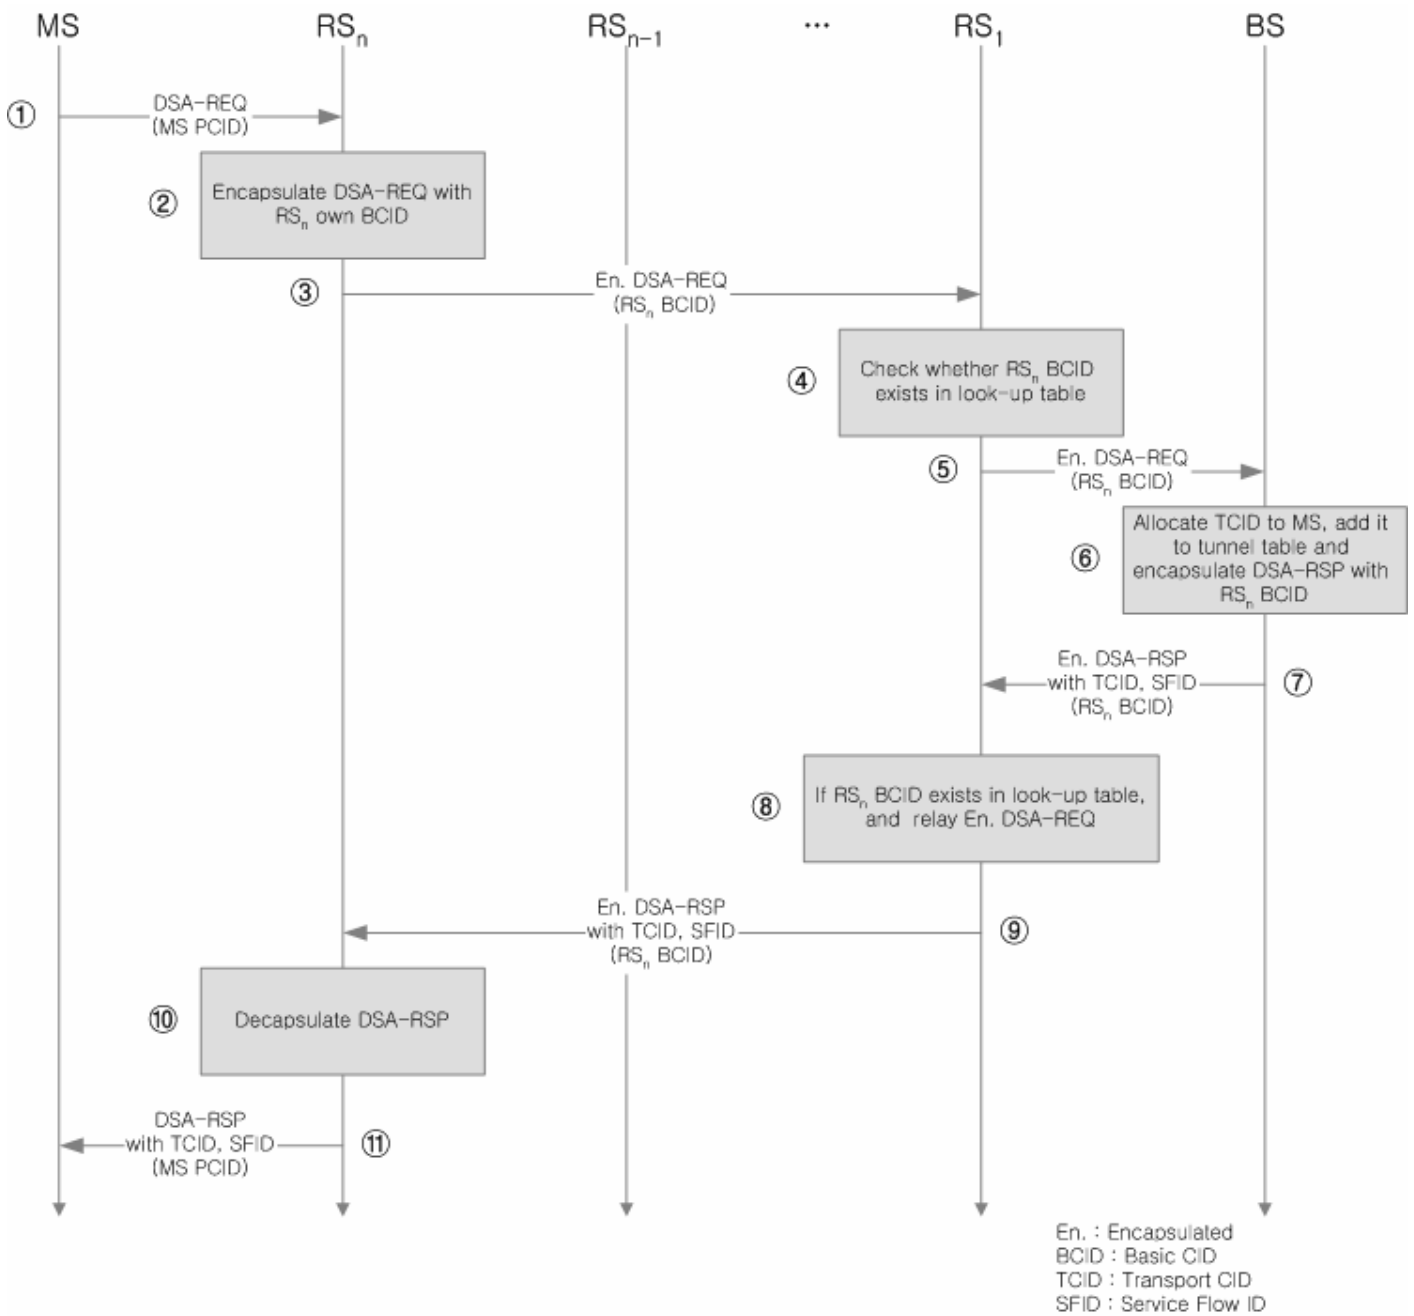 MS RSn RSn-1 ... RS1 BS
① DSA-REQ
(MS PCID)
② Encapsulate DSA-REQ with
RSn own BCID
③ En. DSA-REQ
(RSn BCID)
④ Check whether RSn BCID
exists in look-up table
⑤ En. DSA-REQ
(RSn BCID)
⑥ Allocate TCID to MS, add it
to tunnel table and
encapsulate DSA-RSP with
RSn BCID
En. DSA-RSP
with TCID, SFID ⑦
(RSn BCID)
⑧ If RSn BCID exists in look-up table,
and relay En. DSA-REQ
En. DSA-RSP
with TCID, SFID ⑨
(RSn BCID)
⑩ Decapsulate DSA-RSP
DSA-RSP
with TCID, SFID ⑪
(MS PCID)
En. : Encapsulated
BCID : Basic CID
TCID : Transport CID
SFID : Service Flow ID